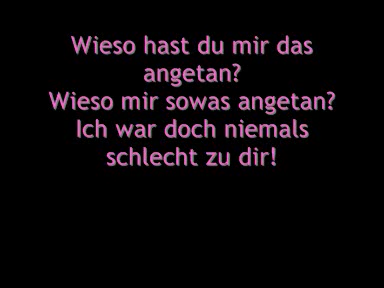 Wieso hast du mir das
angetan?
Wieso mir sowas angetan?
Ich war doch niemals
schlecht zu dir!